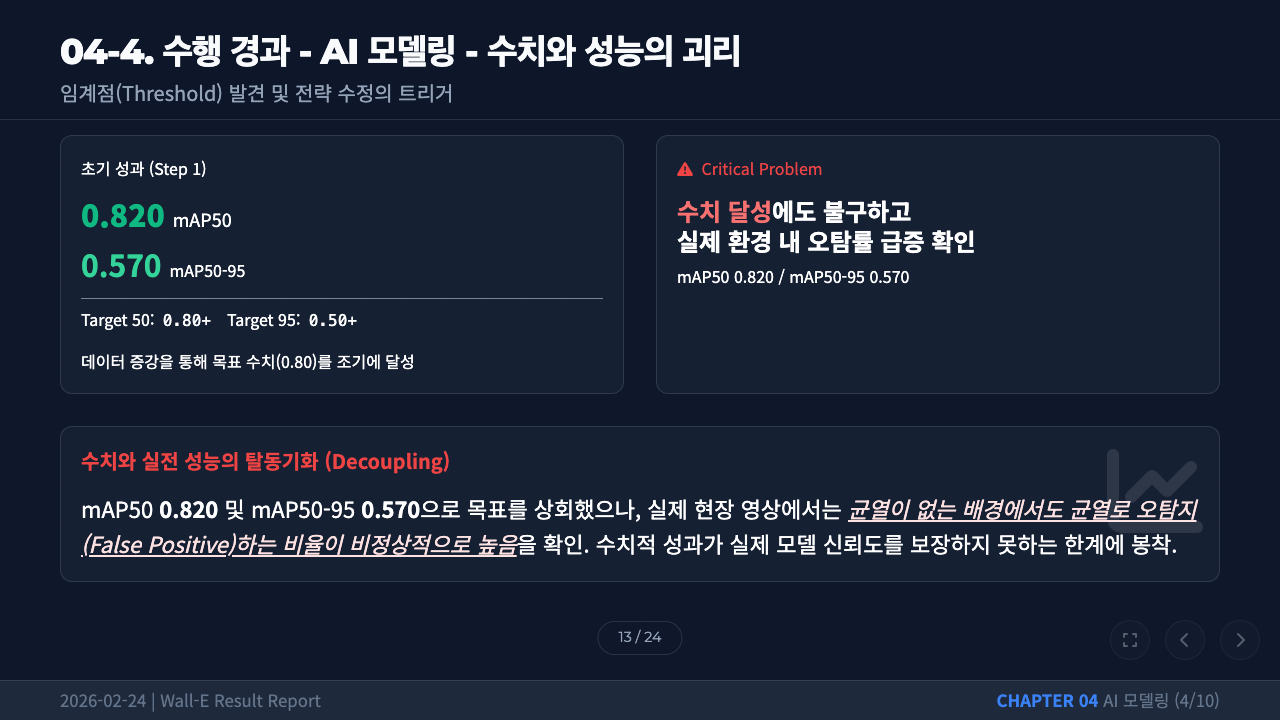 04-4. 수행 경과 - AI 모델링 - 수치와 성능의 괴리
임계점(Threshold) 발견 및 전략 수정의 트리거
초기 성과 (Step 1)
0.820 mAP50
0.570 mAP50-95
Target 50: 0.80+ Target 95: 0.50+
데이터 증강을 통해 목표 수치(0.80)를 조기에 달성
Critical Problem
수치 달성에도 불구하고
실제 환경 내 오탐률 급증 확인
mAP50 0.820 / mAP50-95 0.570
수치와 실전 성능의 탈동기화 (Decoupling)
mAP50 0.820 및 mAP50-95 0.570으로 목표를 상회했으나, 실제 현장 영상에서는 균열이 없는 배경에서도 균열로 오탐지
(False Positive)하는 비율이 비정상적으로 높음을 확인. 수치적 성과가 실제 모델 신뢰도를 보장하지 못하는 한계에 봉착.
13 / 24
2026-02-24 | Wall-E Result Report
CHAPTER 04 AI 모델링 (4/10)